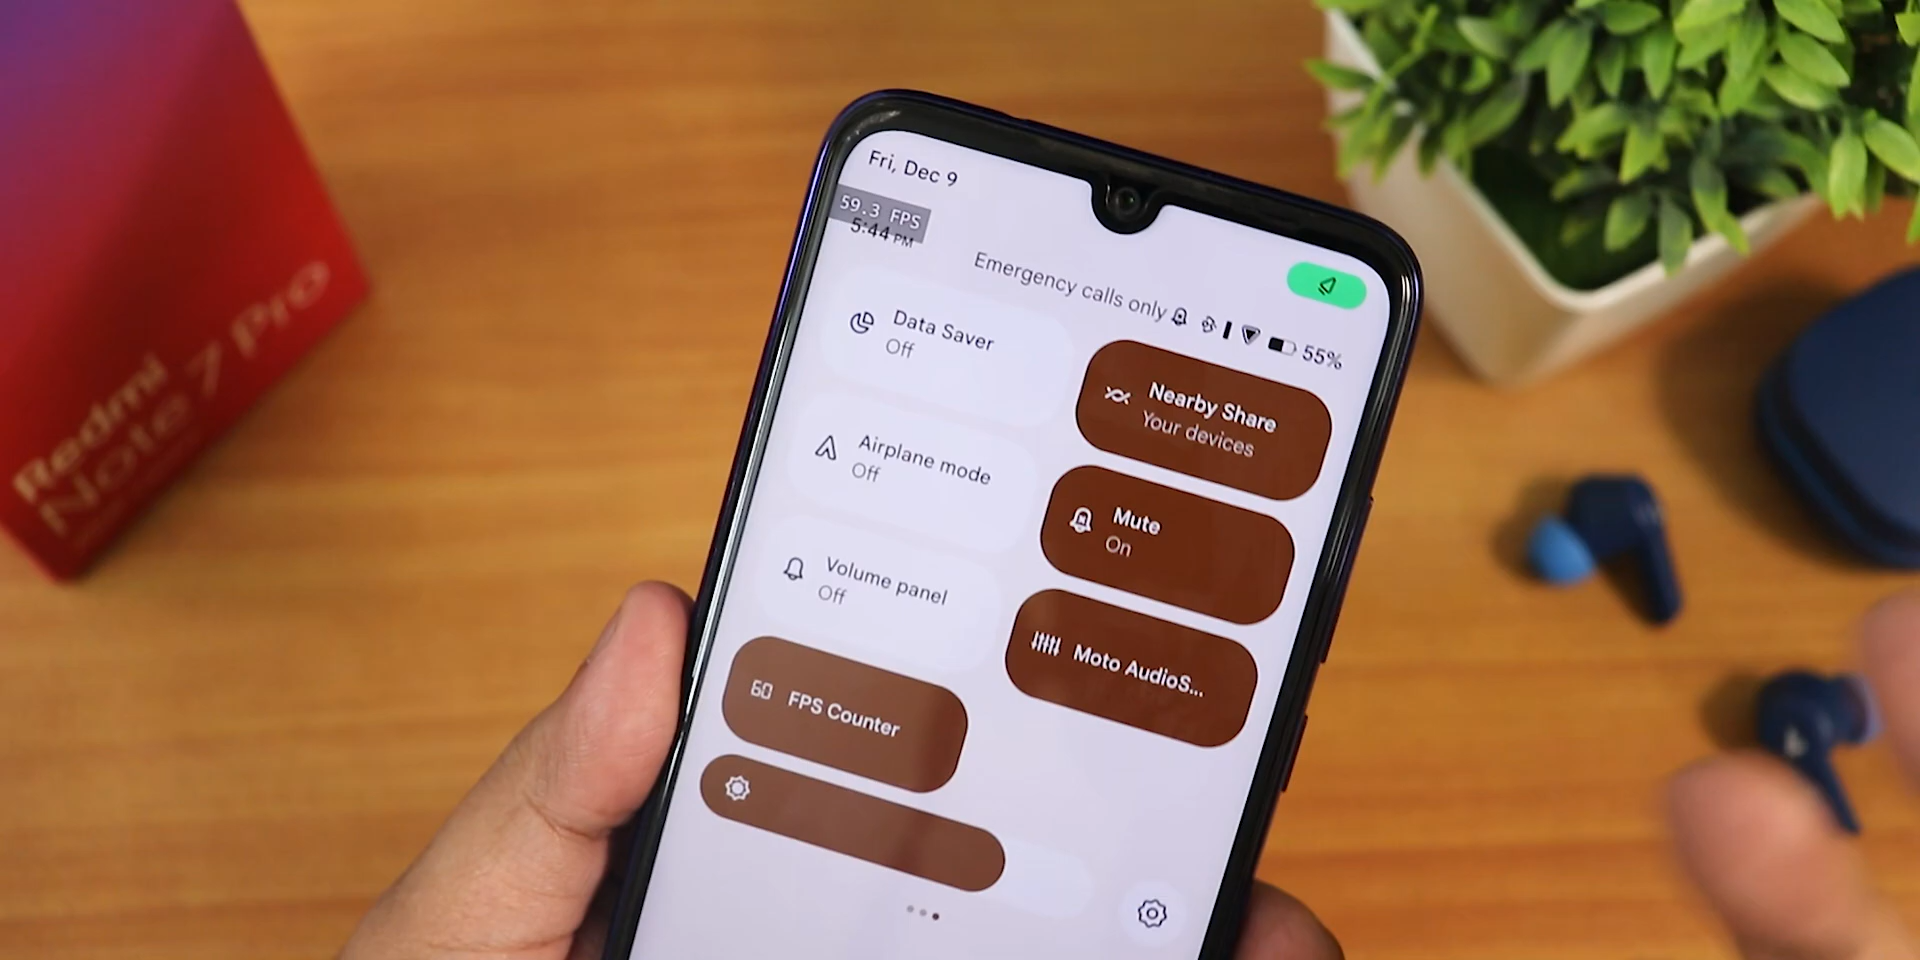 Redmi
Note 7 Pro
Fri, Dec 9
59.3 FPS
5:44 PM
Emergency calls only
55%
Data Saver
Off
Nearby Share
Your devices
Airplane mode
Off
Mute
On
Volume panel
Off
Moto AudioS...
60
FPS Counter